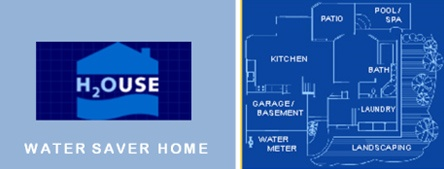 H2OUSE
WATER SAVER HOME
PATIO
POOL/
SPA
KITCHEN
BATH
GARAGE/
BASEMENT
LAUNDRY
WATER
METER
LANDSCAPING